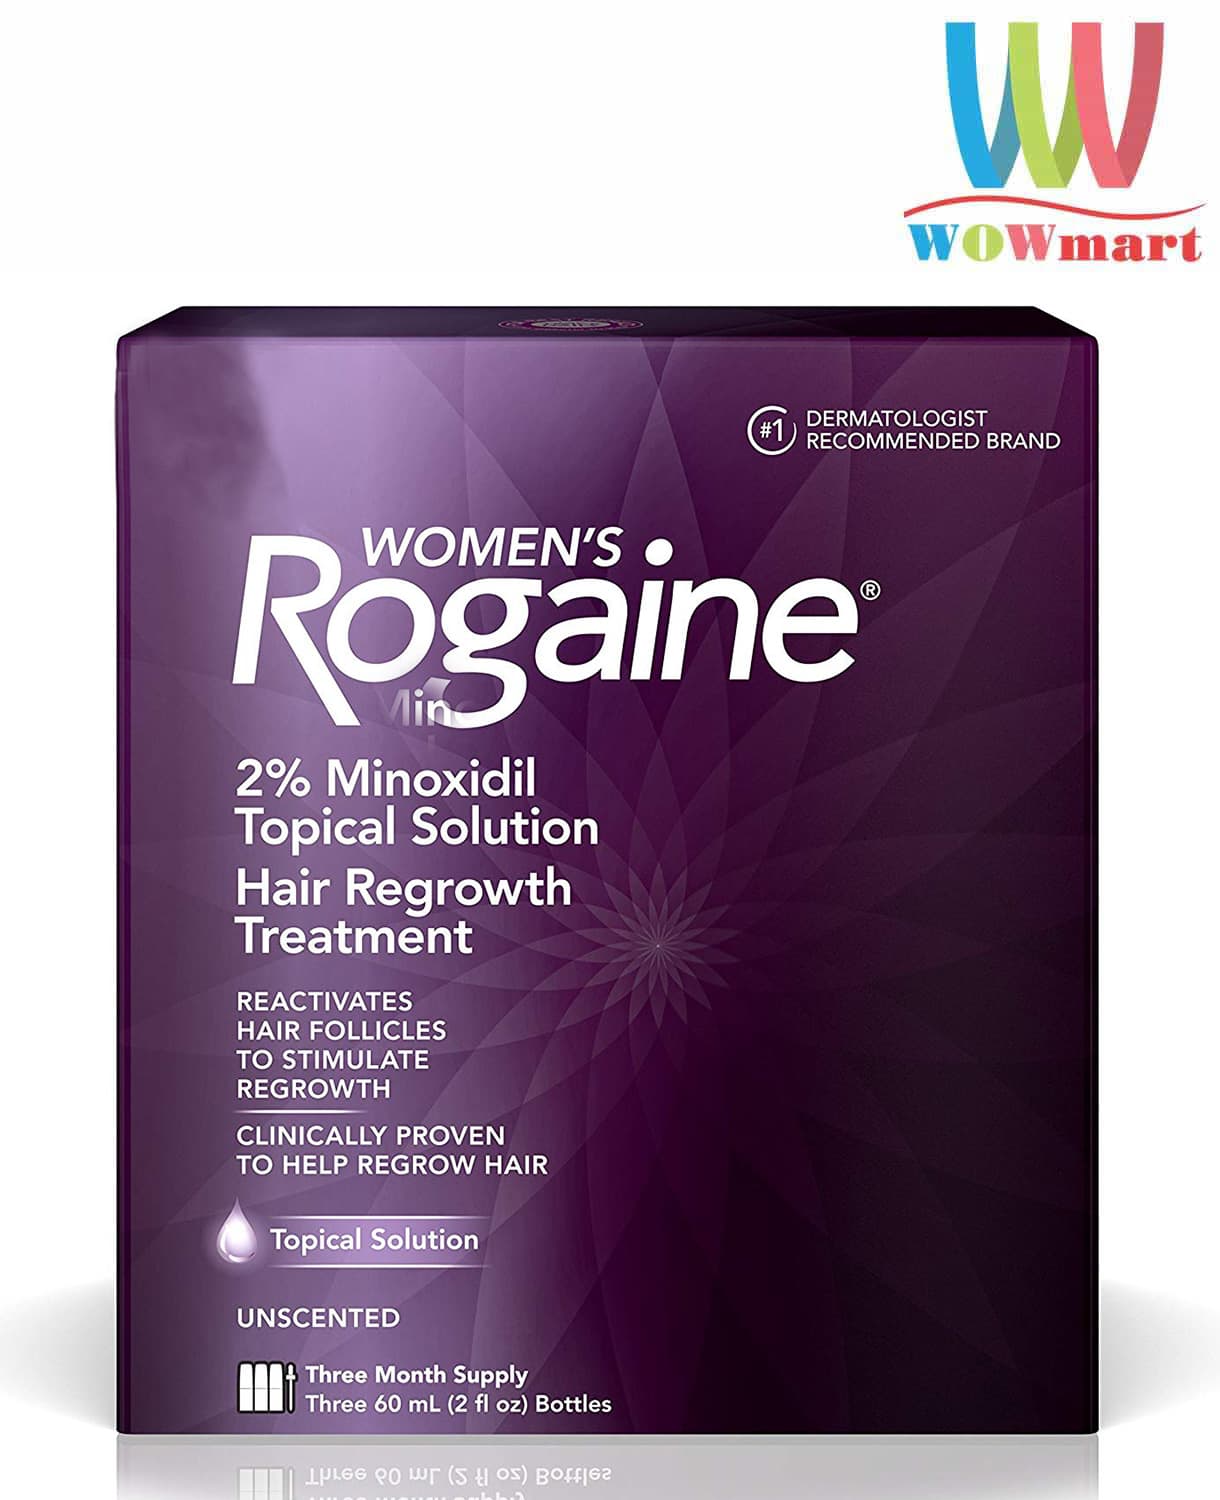 WOWmart
#1 DERMATOLOGIST
RECOMMENDED BRAND
WOMEN'S
Rogaine®
2% Minoxidil
Topical Solution
Hair Regrowth
Treatment
REACTIVATES
HAIR FOLLICLES
TO STIMULATE
REGROWTH
CLINICALLY PROVEN
TO HELP REGROW HAIR
Topical Solution
UNSCENTED
Three Month Supply
Three 60 mL (2 fl oz) Bottles